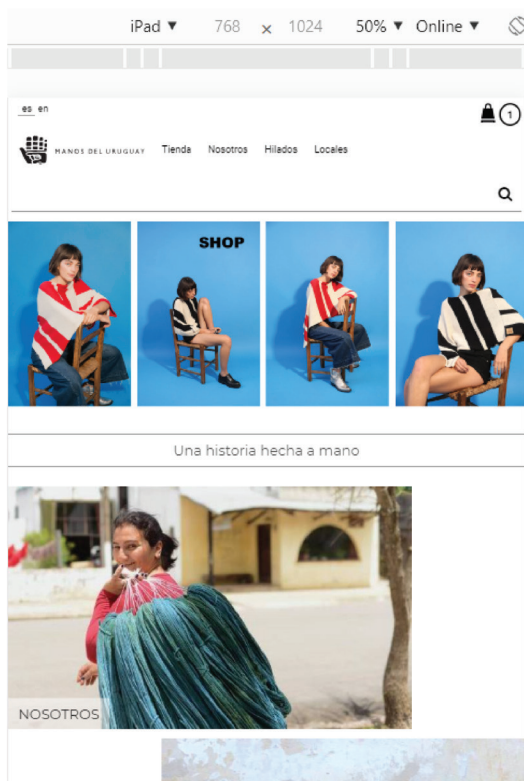 iPad ▼ 768 × 1024 50% ▼ Online ▼
es en
1
MANOS DEL URUGUAY Tienda Nosotros Hilados Locales
SHOP
Una historia hecha a mano
NOSOTROS